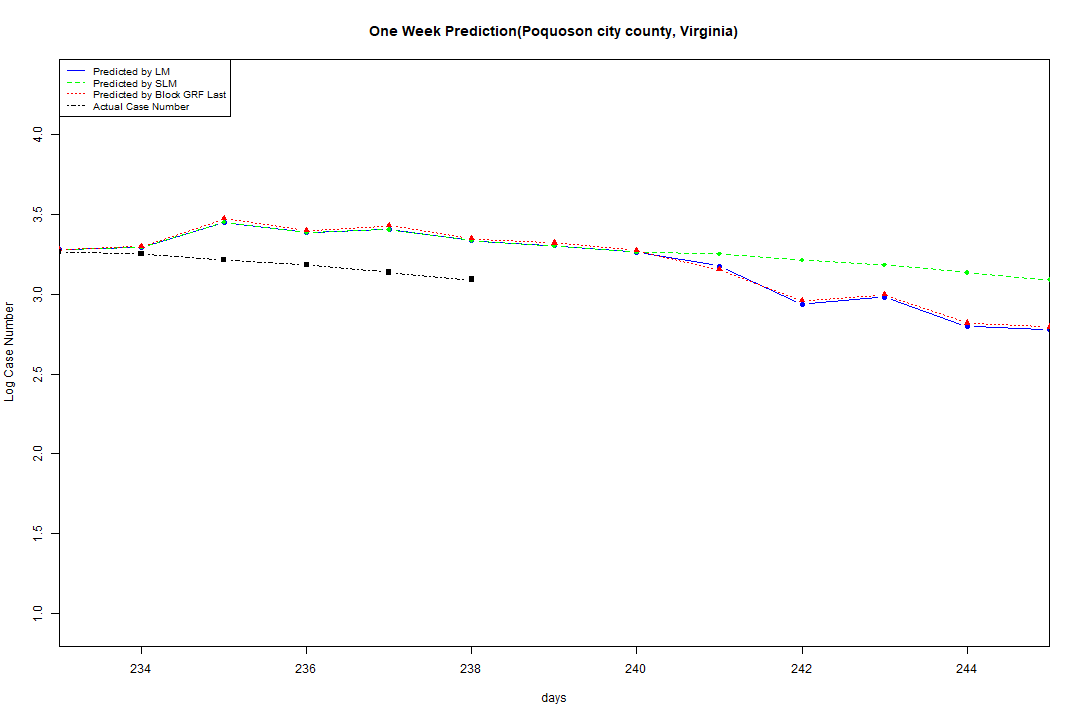 One Week Prediction(Poquoson city county, Virginia)
Predicted by LM
Predicted by SLM
Predicted by Block GRF Last
Actual Case Number
Log Case Number
4.0
3.5
3.0
2.5
2.0
1.5
1.0
234 236 238 240 242 244
days